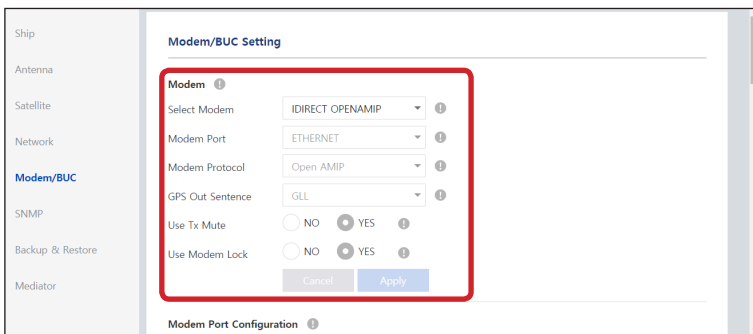 Ship
Antenna
Satellite
Network
Modem/BUC
SNMP
Backup & Restore
Mediator
Modem/BUC Setting
Modem
Select Modem IDIRECT OPENAMIP
Modem Port ETHERNET
Modem Protocol Open AMIP
GPS Out Sentence GLL
Use Tx Mute NO YES
Use Modem Lock NO YES
Cancel Apply
Modem Port Configuration